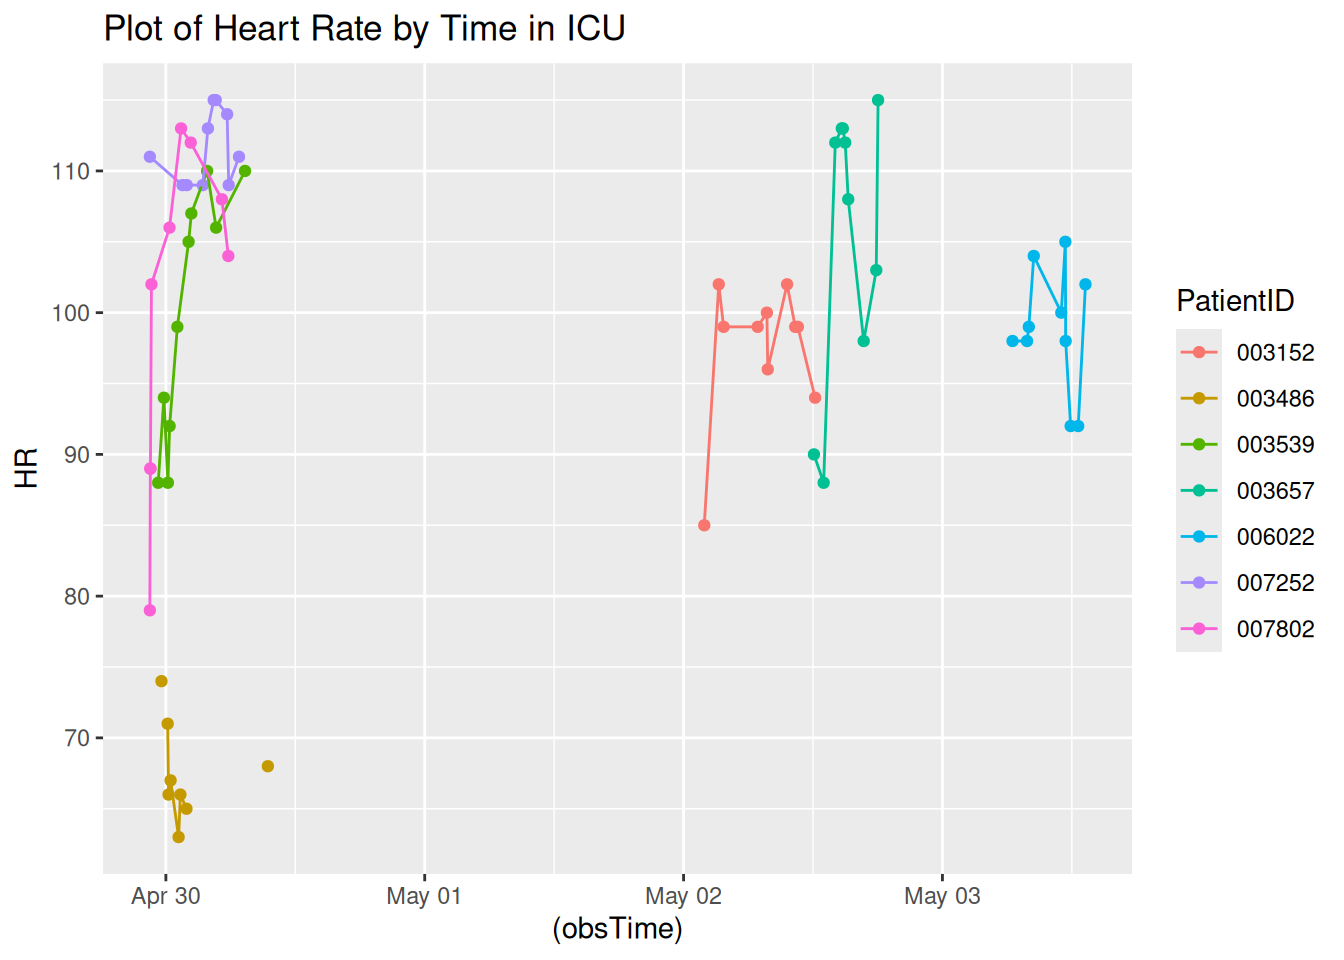 Plot of Heart Rate by Time in ICU
HR
110
100
90
80
70
Apr 30
May 01
May 02
May 03
(obsTime)
PatientID
003152
003486
003539
003657
006022
007252
007802